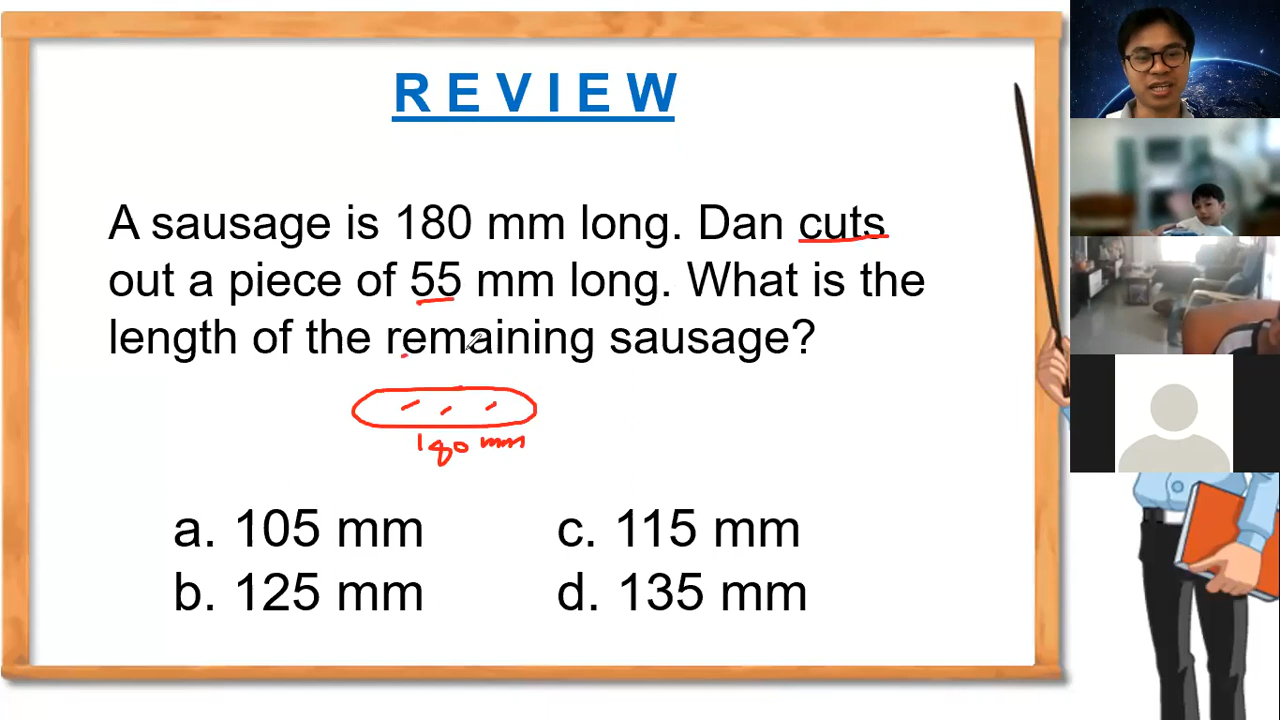 REVIEW
A sausage is 180 mm long. Dan cuts
out a piece of 55 mm long. What is the
length of the remaining sausage?
180 mm
a. 105 mm
c. 115 mm
b. 125 mm
d. 135 mm